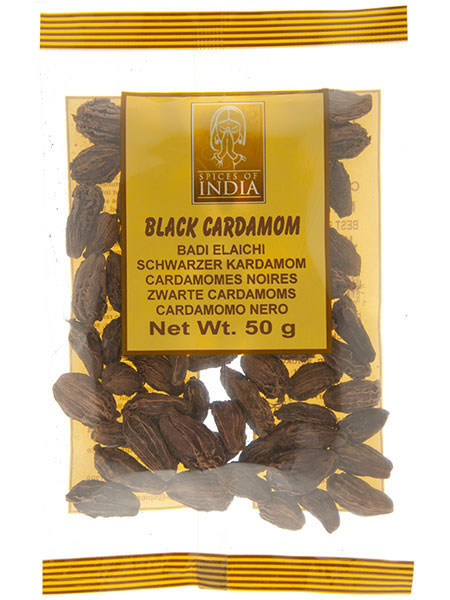 SPICES OF
INDIA
BLACK CARDAMOM
BADI ELAICHI
SCHWARZER KARDAMOM
CARDAMOMES NOIRES
ZWARTE CARDAMOMS
CARDAMOMO NERO
Net Wt. 50 g